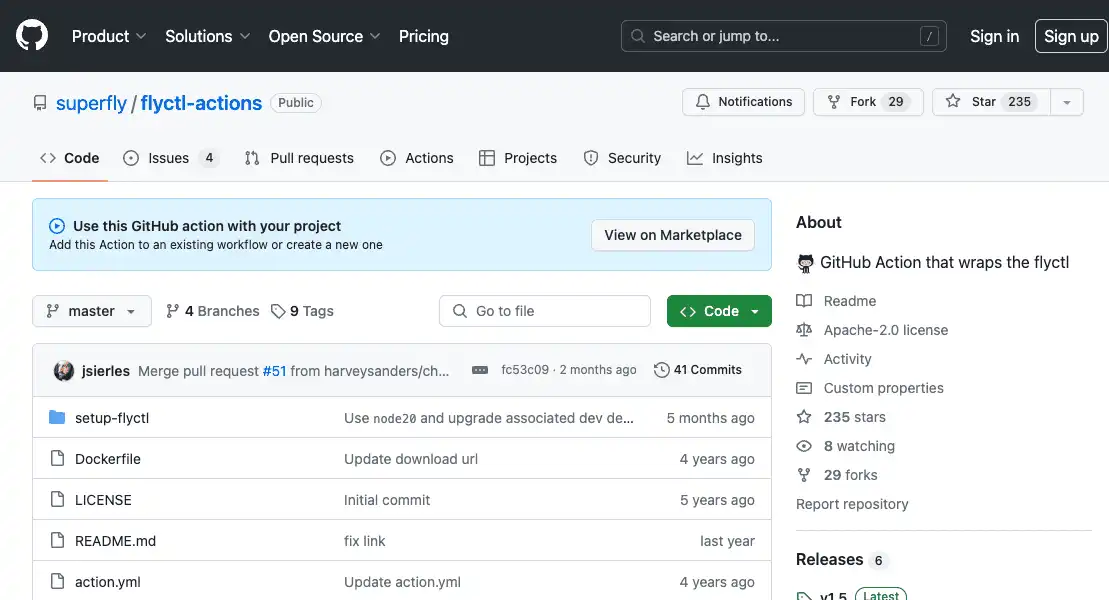 Product Solutions Open Source Pricing Search or jump to... / Sign in Sign up
superfly / flyctl-actions Public Notifications Fork 29 Star 235
Code Issues 4 Pull requests Actions Projects Security Insights
Use this GitHub action with your project
Add this Action to an existing workflow or create a new one
View on Marketplace
master 4 Branches 9 Tags Go to file Code
jsierles Merge pull request #51 from harveysanders/ch... fc53c09 · 2 months ago 41 Commits
setup-flyctl Use node20 and upgrade associated dev de... 5 months ago
Dockerfile Update download url 4 years ago
LICENSE Initial commit 5 years ago
README.md fix link last year
action.yml Update action.yml 4 years ago
About
GitHub Action that wraps the flyctl
Readme
Apache-2.0 license
Activity
Custom properties
235 stars
8 watching
29 forks
Report repository
Releases 6
v1.5 Latest